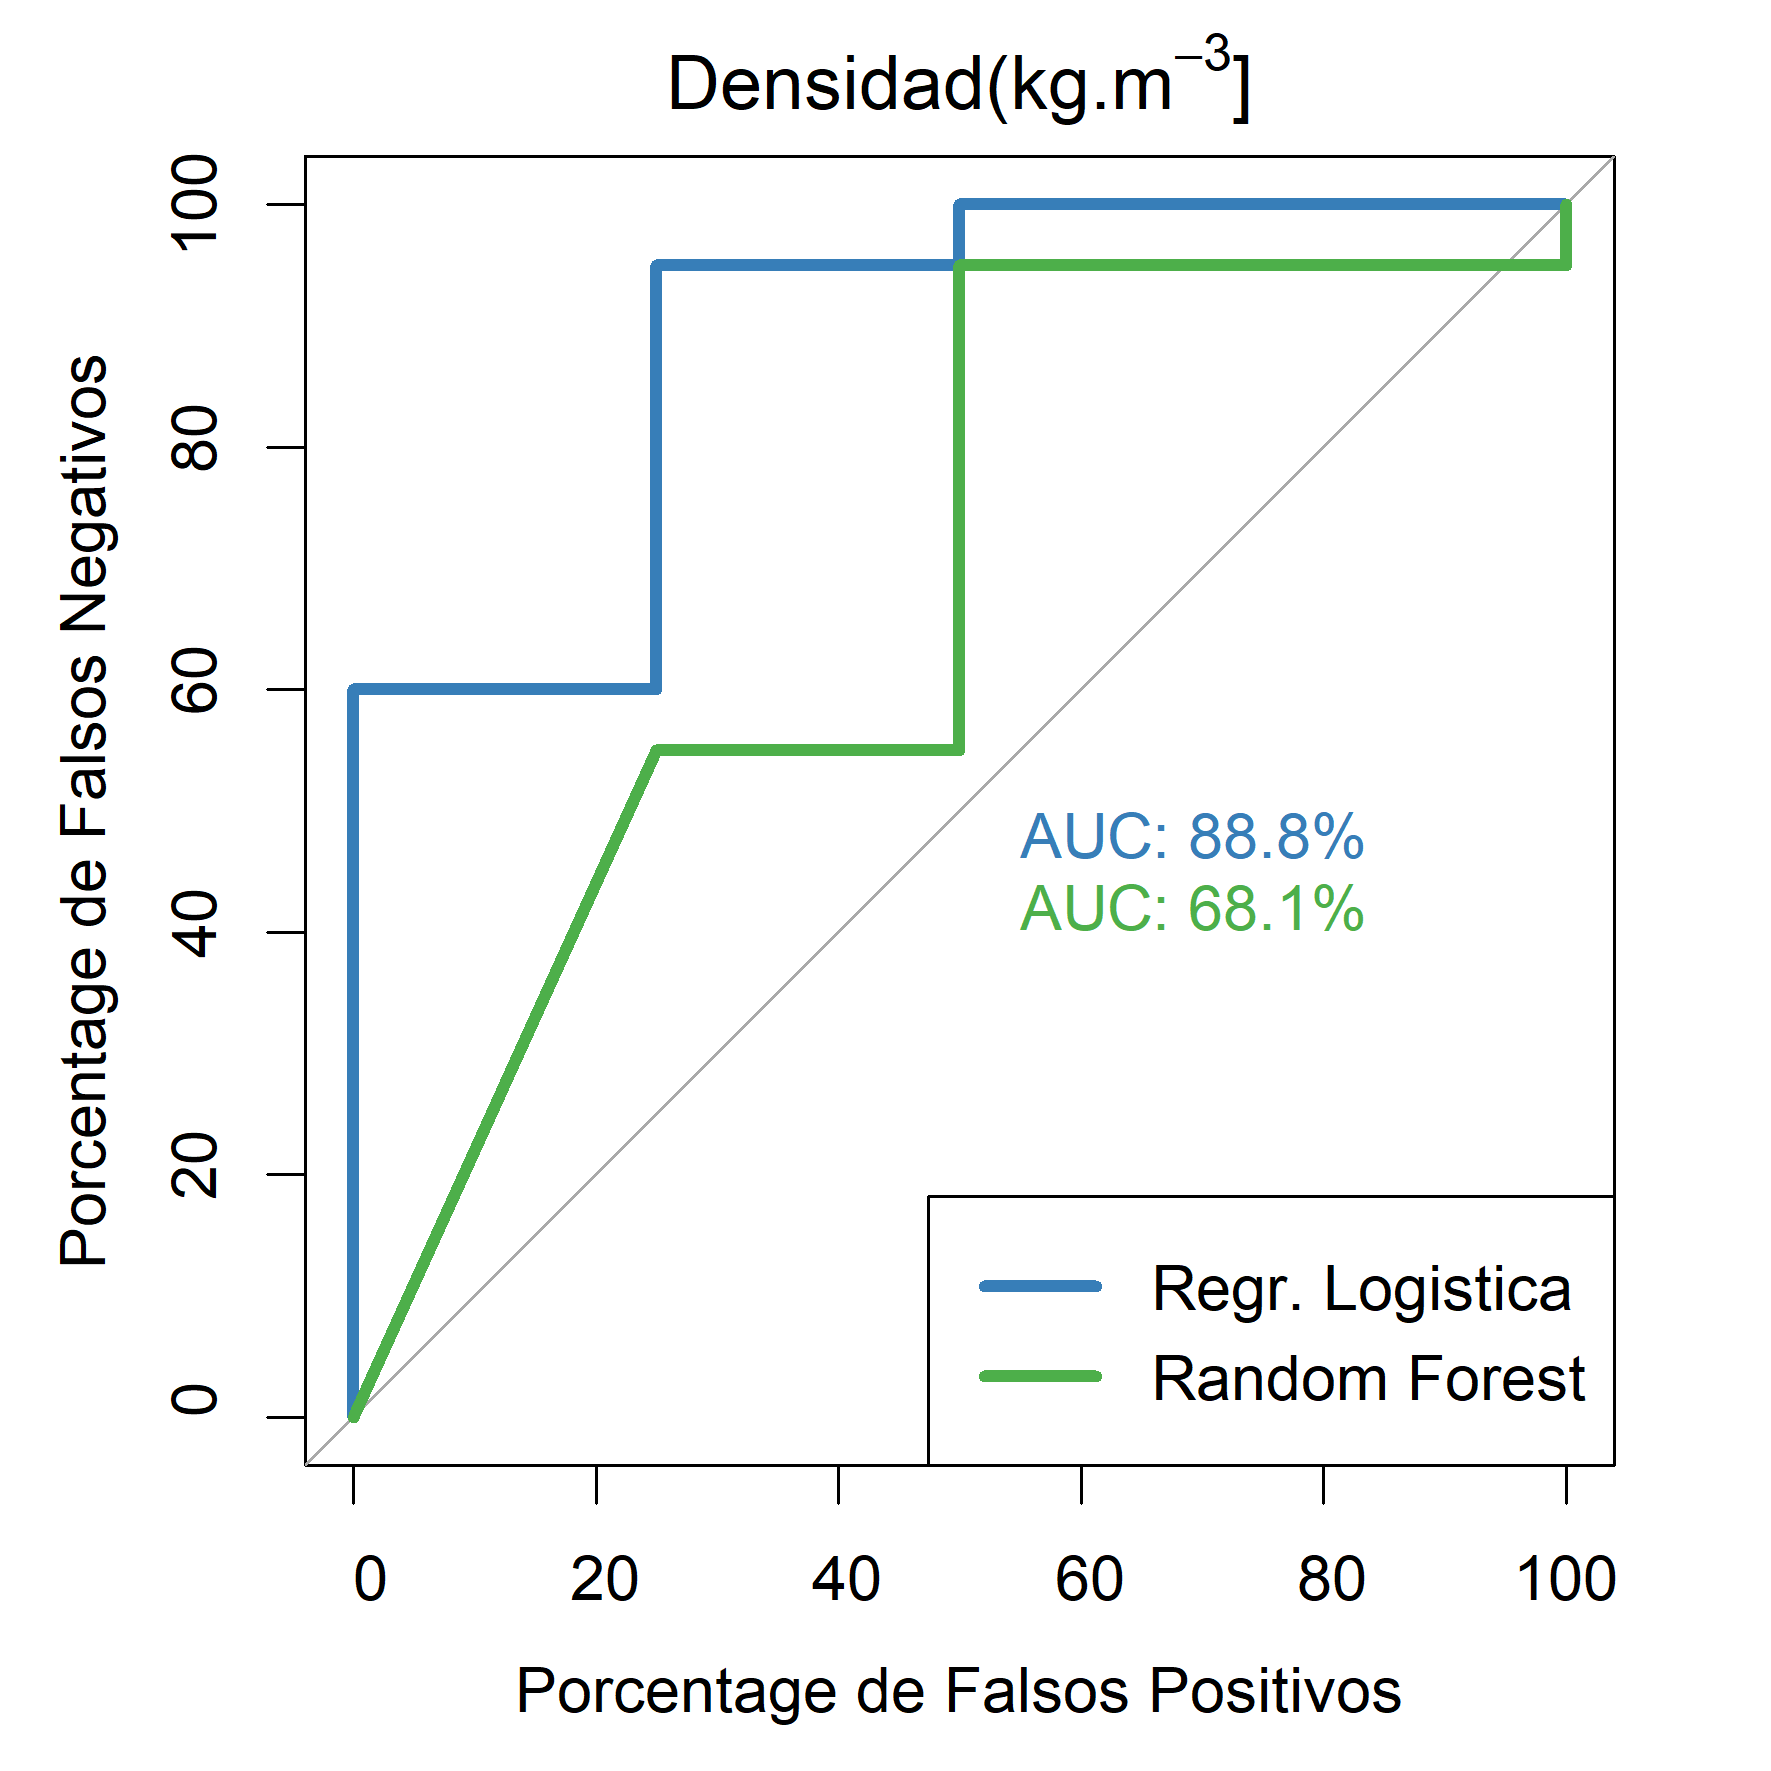 Densidad(kg.m⁻³]
Porcentage de Falsos Negativos
100
80
60
40
20
0
AUC: 88.8%
AUC: 68.1%
Regr. Logistica
Random Forest
0 20 40 60 80 100
Porcentage de Falsos Positivos